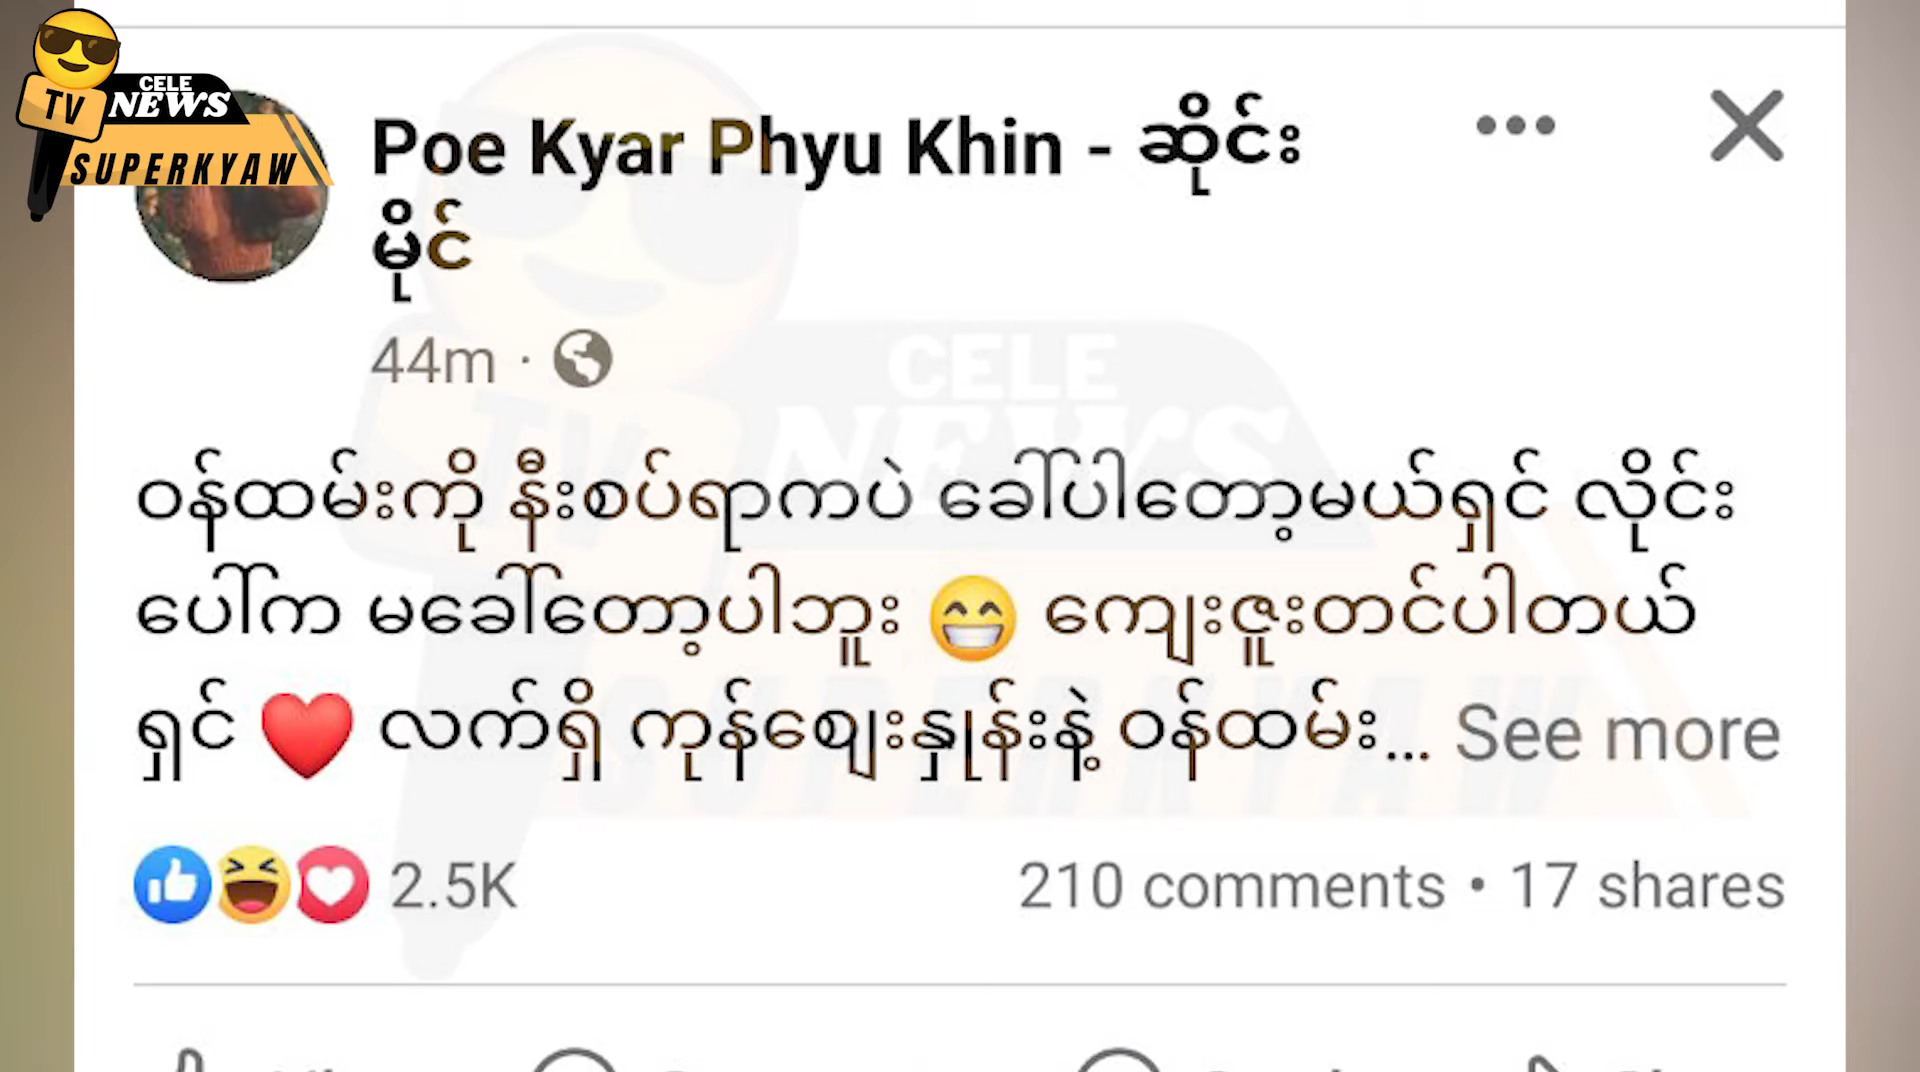 TV
CELE
NEWS
SUPERKYAW
Poe Kyar Phyu Khin - ဆိုင်း
မိုင်
44m ·
ဝန်ထမ်းကို နီးစပ်ရာကပဲ ခေါ်ပါတော့မယ်ရှင် လိုင်း
ပေါ်က မခေါ်တော့ပါဘူး 😁 ကျေးဇူးတင်ပါတယ်
ရှင် ❤️ လက်ရှိ ကုန်ဈေးနှုန်းနဲ့ ဝန်ထမ်း... See more
2.5K
210 comments • 17 shares